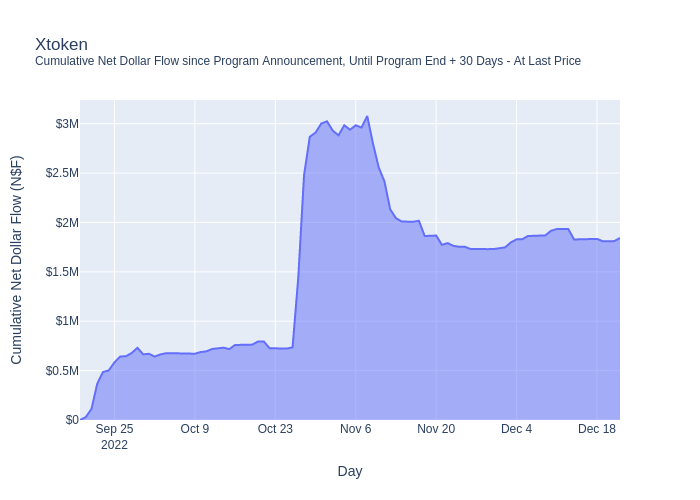 Xtoken
Cumulative Net Dollar Flow since Program Announcement, Until Program End + 30 Days - At Last Price
Cumulative Net Dollar Flow (N$F)
$3M
$2.5M
$2M
$1.5M
$1M
$0.5M
$0
Sep 25
2022
Oct 9
Oct 23
Nov 6
Nov 20
Dec 4
Dec 18
Day